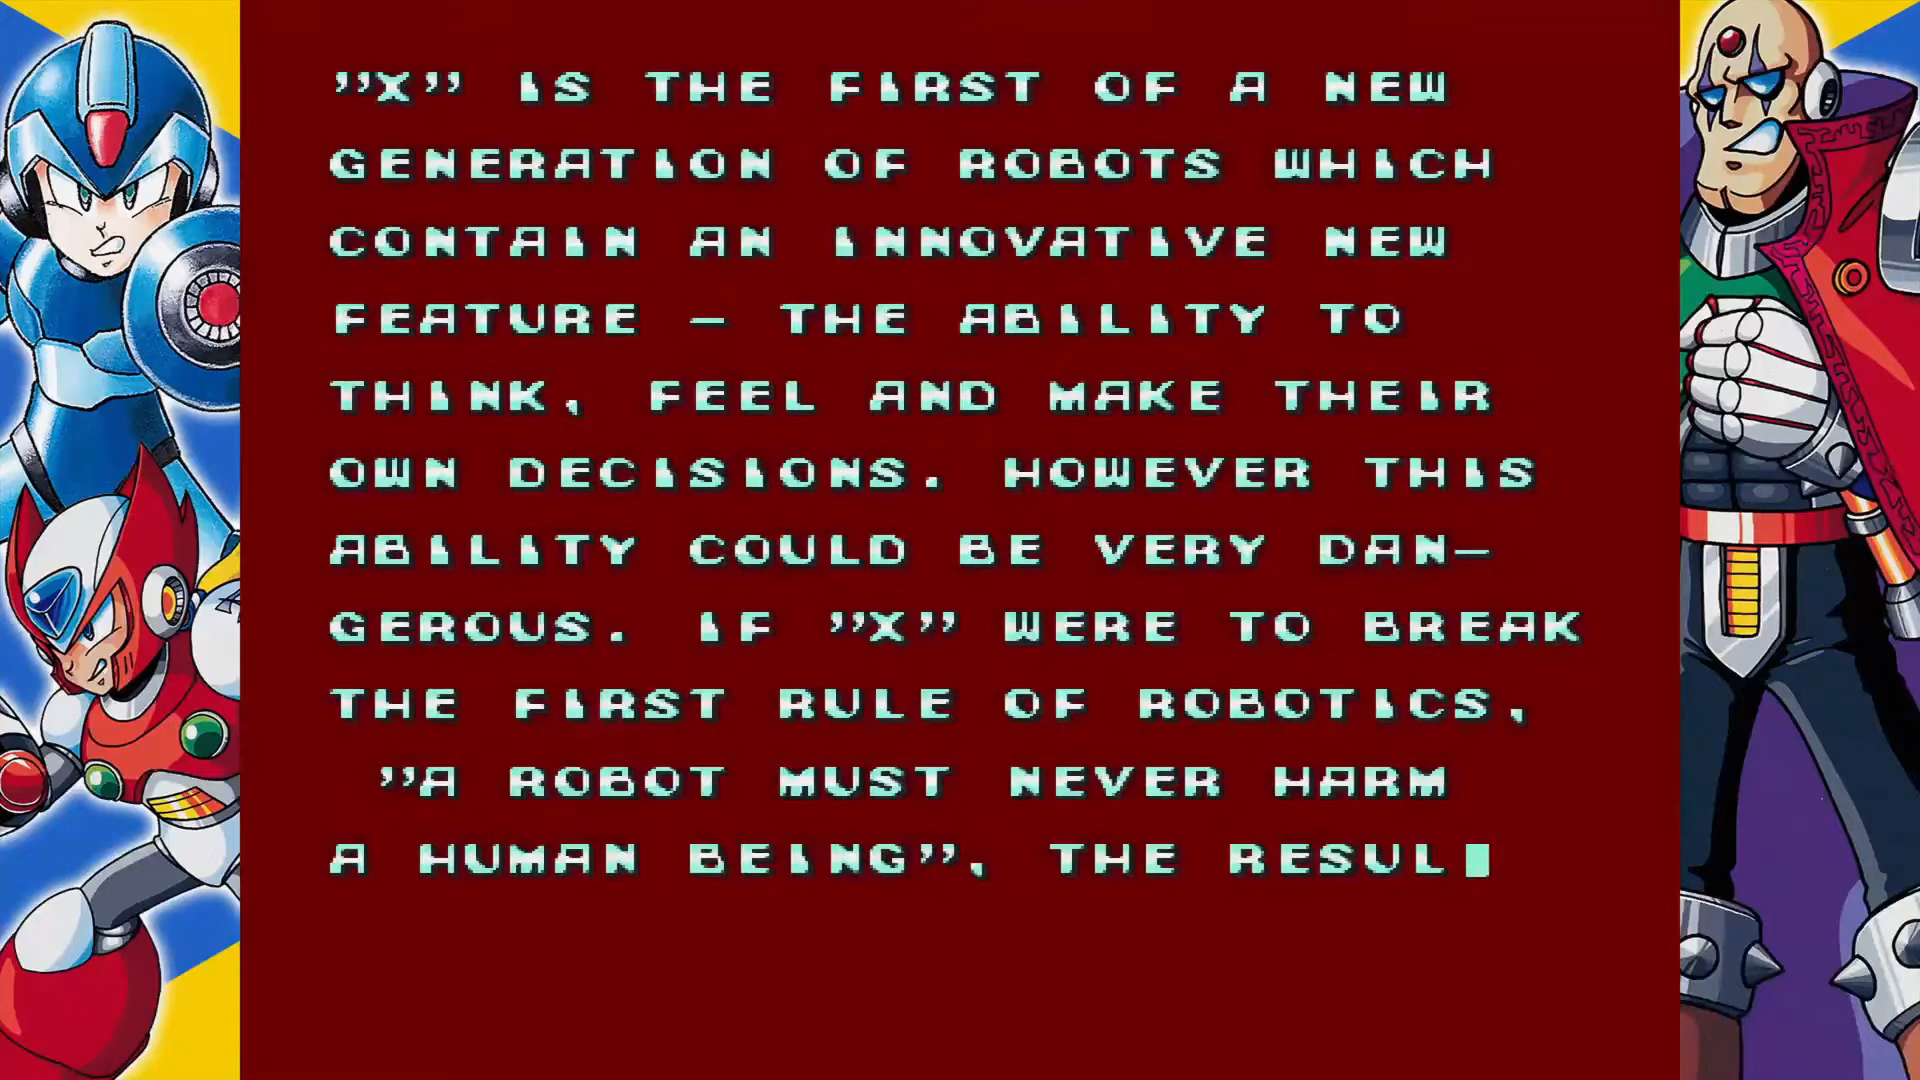 ”X” IS THE FIRST OF A NEW
GENERATION OF ROBOTS WHICH
CONTAIN AN INNOVATIVE NEW
FEATURE – THE ABILITY TO
THINK, FEEL AND MAKE THEIR
OWN DECISIONS. HOWEVER THIS
ABILITY COULD BE VERY DAN–
GEROUS. IF ”X” WERE TO BREAK
THE FIRST RULE OF ROBOTICS,
”A ROBOT MUST NEVER HARM
A HUMAN BEING”, THE RESUL